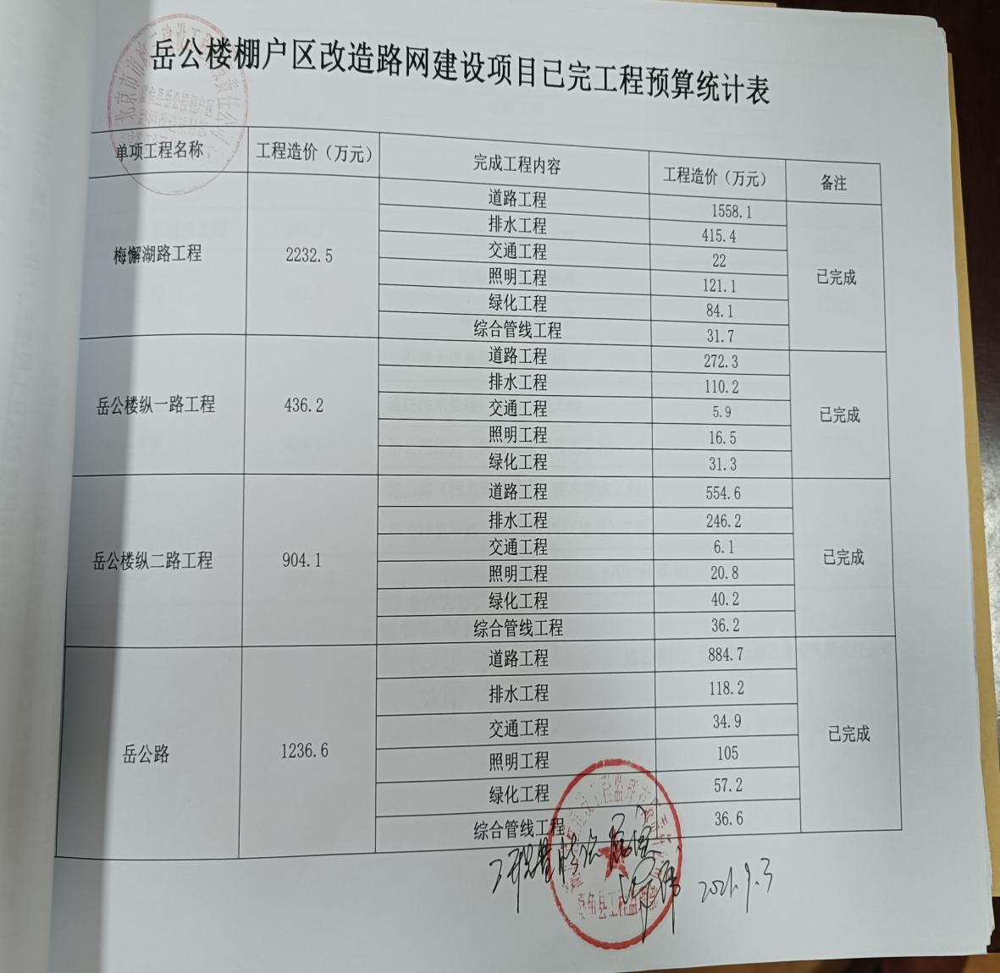 岳公楼棚户区改造路网建设项目已完工程预算统计表
单项工程名称 工程造价（万元） 完成工程内容 工程造价（万元） 备注
梅懈湖路工程 2232.5 道路工程 1558.1 已完成
排水工程 415.4
交通工程 22
照明工程 121.1
绿化工程 84.1
综合管线工程 31.7
岳公楼纵一路工程 436.2 道路工程 272.3 已完成
排水工程 110.2
交通工程 5.9
照明工程 16.5
绿化工程 31.3
岳公楼纵二路工程 904.1 道路工程 554.6 已完成
排水工程 246.2
交通工程 6.1
照明工程 20.8
绿化工程 40.2
综合管线工程 36.2
岳公路 1236.6 道路工程 884.7 已完成
排水工程 118.2
交通工程 34.9
照明工程 105
绿化工程 57.2
综合管线工程 36.6
2021.9.3